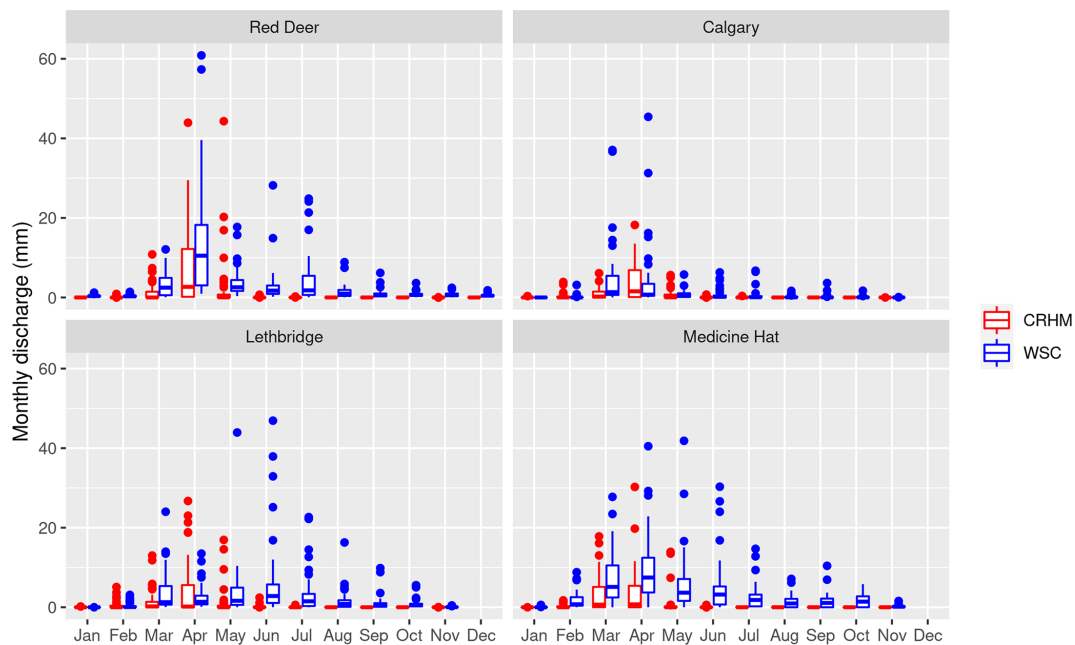 Red Deer
Calgary
60
40
20
0
Lethbridge
Medicine Hat
60
40
20
0
Jan Feb Mar Apr May Jun Jul Aug Sep Oct Nov Dec
Jan Feb Mar Apr May Jun Jul Aug Sep Oct Nov Dec
Monthly discharge (mm)
CRHM
WSC